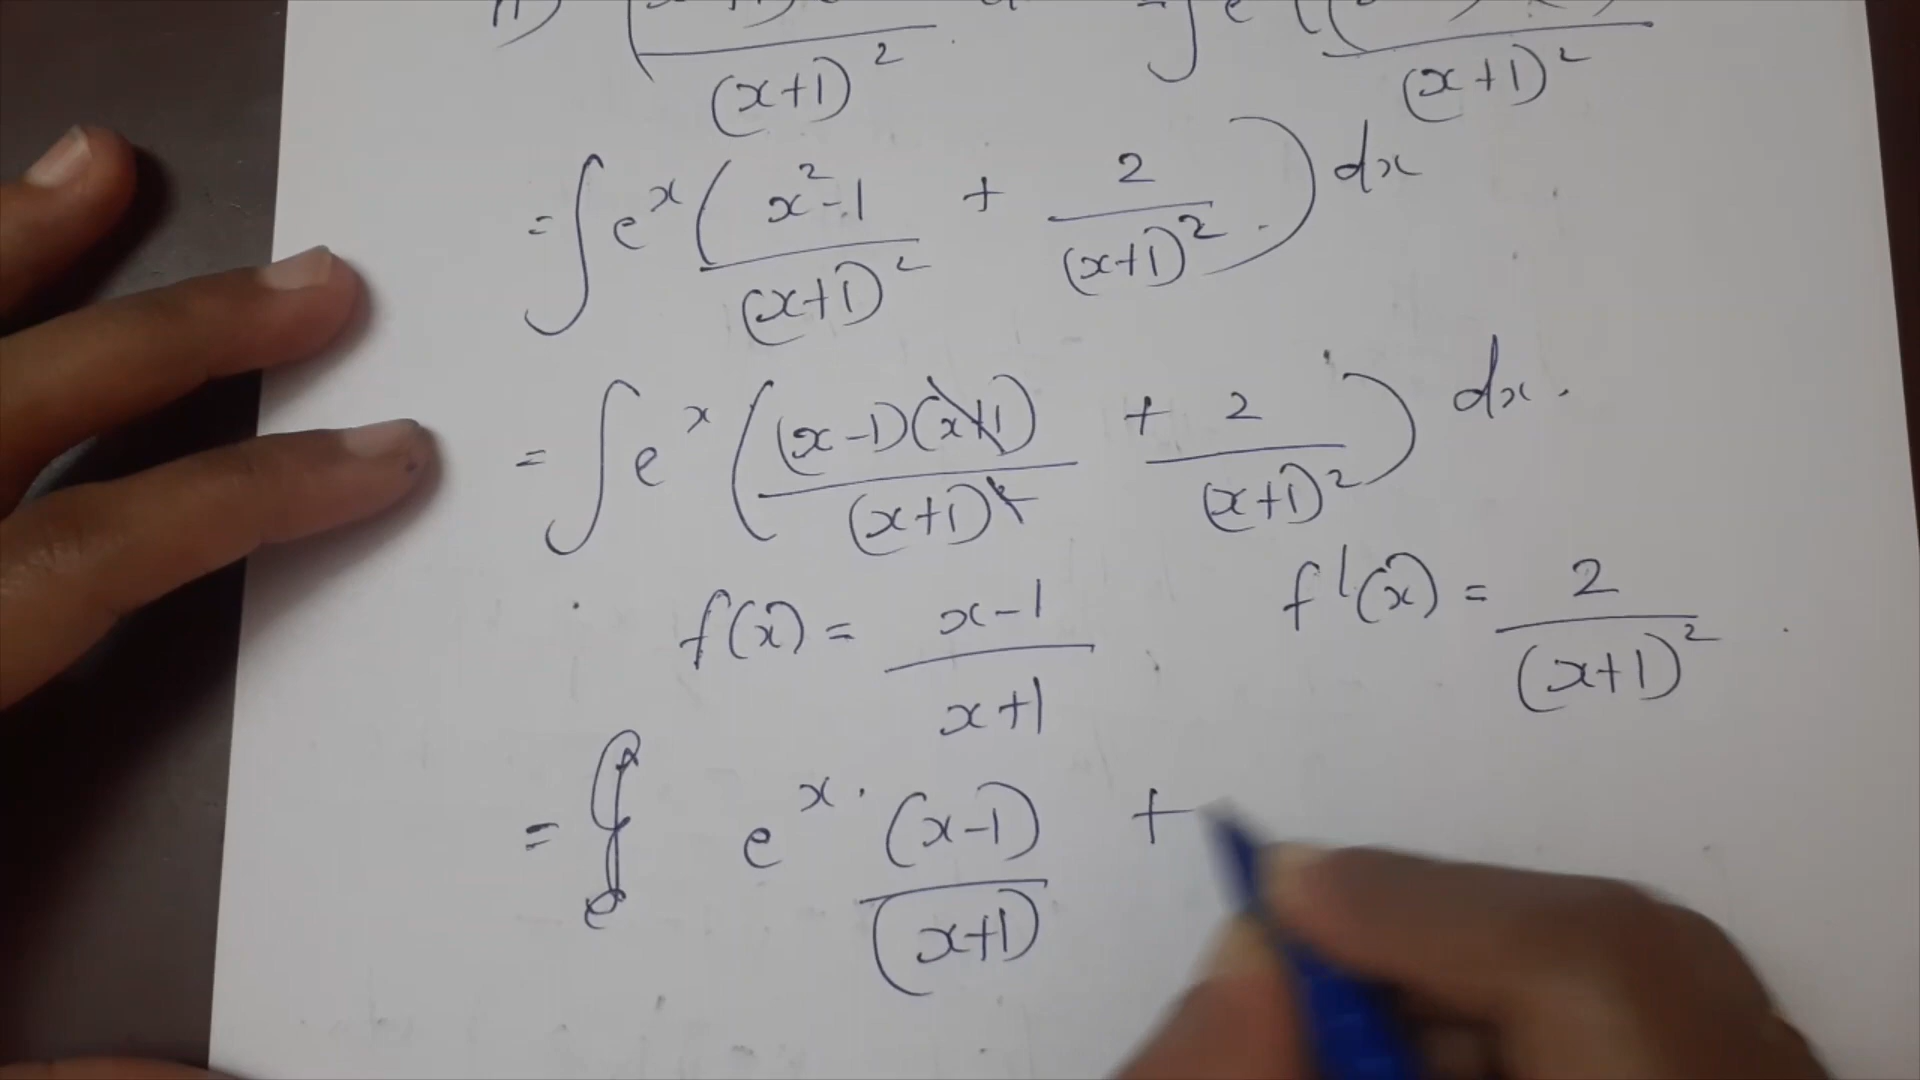 (x+1)² (x+1)²
= ∫ eˣ ( (x²-1)/(x+1)² + 2/(x+1)² ) dx
= ∫ eˣ ( (x-1)(x+1)/(x+1)² + 2/(x+1)² ) dx.
f(x) = (x-1)/(x+1) f'(x) = 2/(x+1)²
= eˣ · (x-1)/(x+1) +